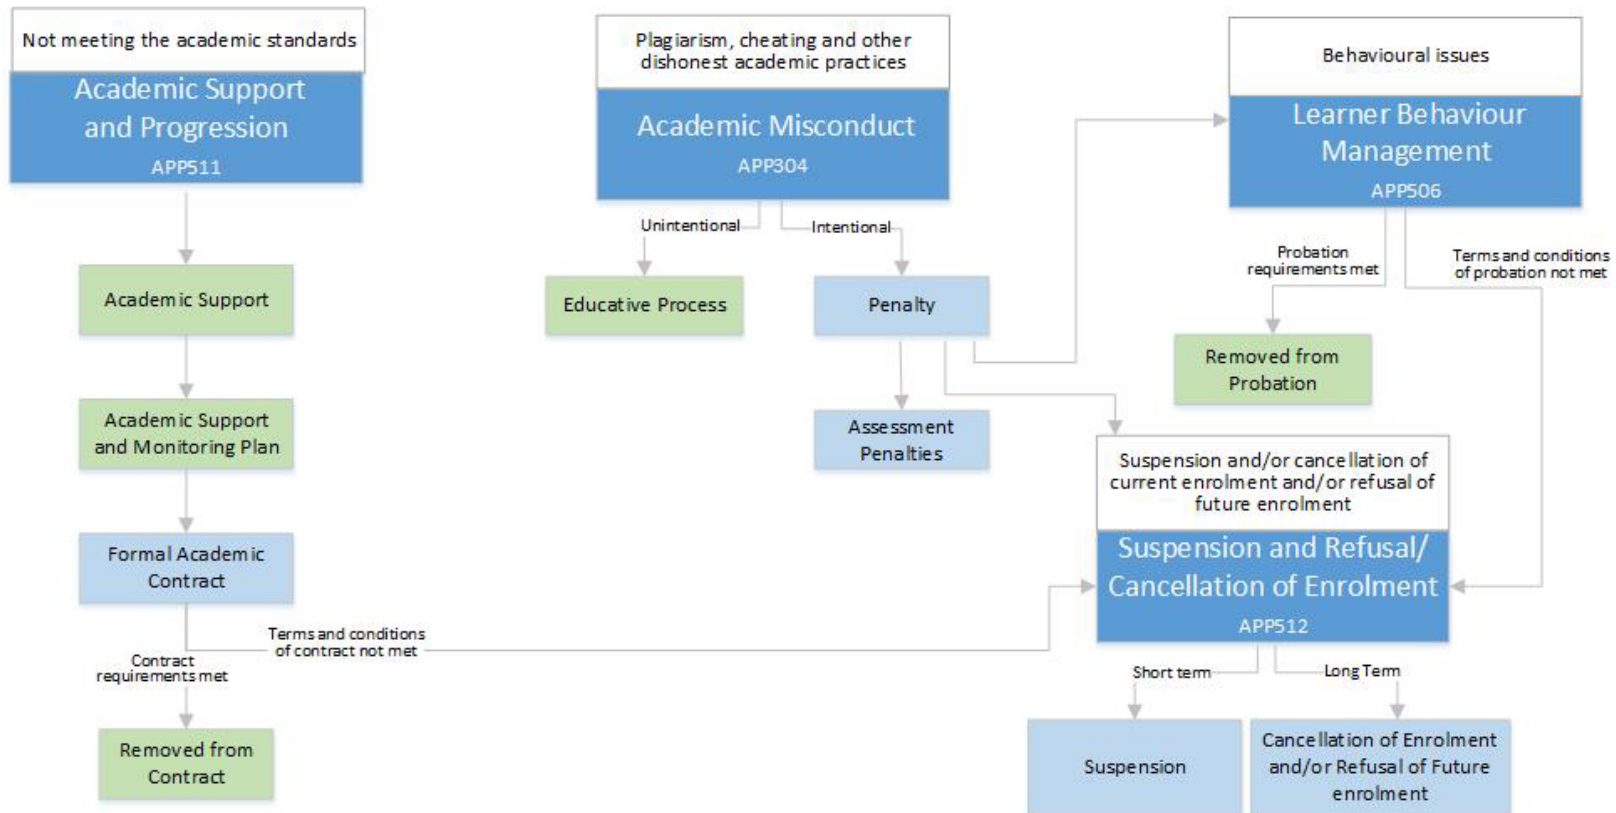 Not meeting the academic standards
Academic Support
and Progression
APP511
Academic Support
Academic Support
and Monitoring Plan
Formal Academic
Contract
Terms and conditions
of contract not met
Contract
requirements met
Removed from
Contract
Plagiarism, cheating and other
dishonest academic practices
Academic Misconduct
APP304
Unintentional
Intentional
Educative Process
Penalty
Assessment
Penalties
Behavioural issues
Learner Behaviour
Management
APP506
Probation
requirements met
Terms and conditions
of probation not met
Removed from
Probation
Suspension and/or cancellation of
current enrolment and/or refusal of
future enrolment
Suspension and Refusal/
Cancellation of Enrolment
APP512
Short term
Long Term
Suspension
Cancellation of Enrolment
and/or Refusal of Future
enrolment